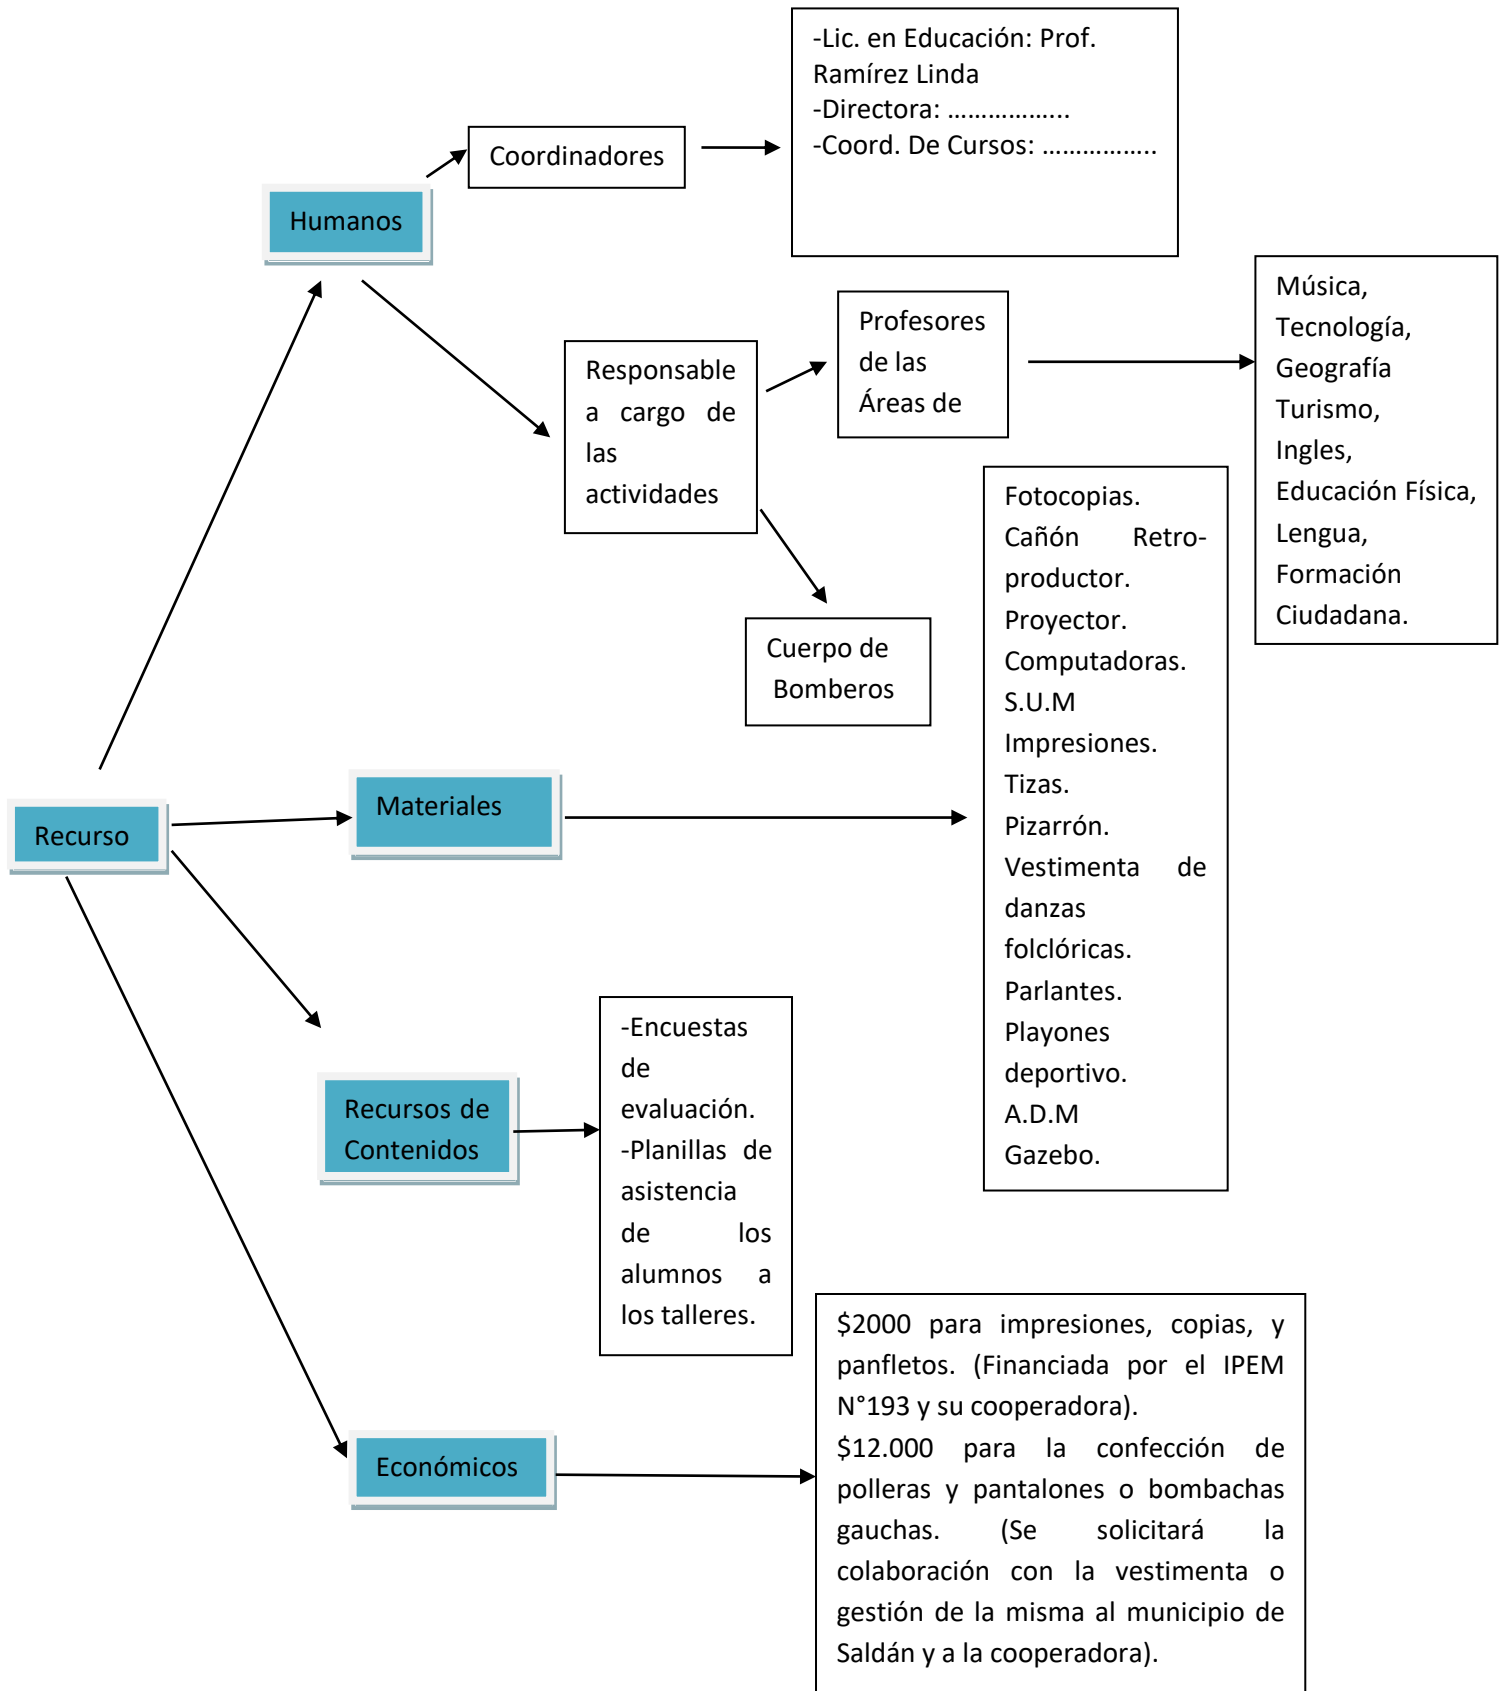 -Lic. en Educación: Prof.
Ramírez Linda
-Directora: ………………..
-Coord. De Cursos: ……………..
Coordinadores
Humanos
Responsable
a cargo de
las
actividades
Profesores
de las
Áreas de
Música,
Tecnología,
Geografía
Turismo,
Ingles,
Educación Física,
Lengua,
Formación
Ciudadana.
Cuerpo de
Bomberos
Fotocopias.
Cañón Retro-
productor.
Proyector.
Computadoras.
S.U.M
Impresiones.
Tizas.
Pizarrón.
Vestimenta de
danzas
folclóricas.
Parlantes.
Playones
deportivo.
A.D.M
Gazebo.
Materiales
Recurso
Recursos de
Contenidos
-Encuestas
de
evaluación.
-Planillas de
asistencia
de los
alumnos a
los talleres.
Económicos
$2000 para impresiones, copias, y
panfletos. (Financiada por el IPEM
N°193 y su cooperadora).
$12.000 para la confección de
polleras y pantalones o bombachas
gauchas. (Se solicitará la
colaboración con la vestimenta o
gestión de la misma al municipio de
Saldán y a la cooperadora).